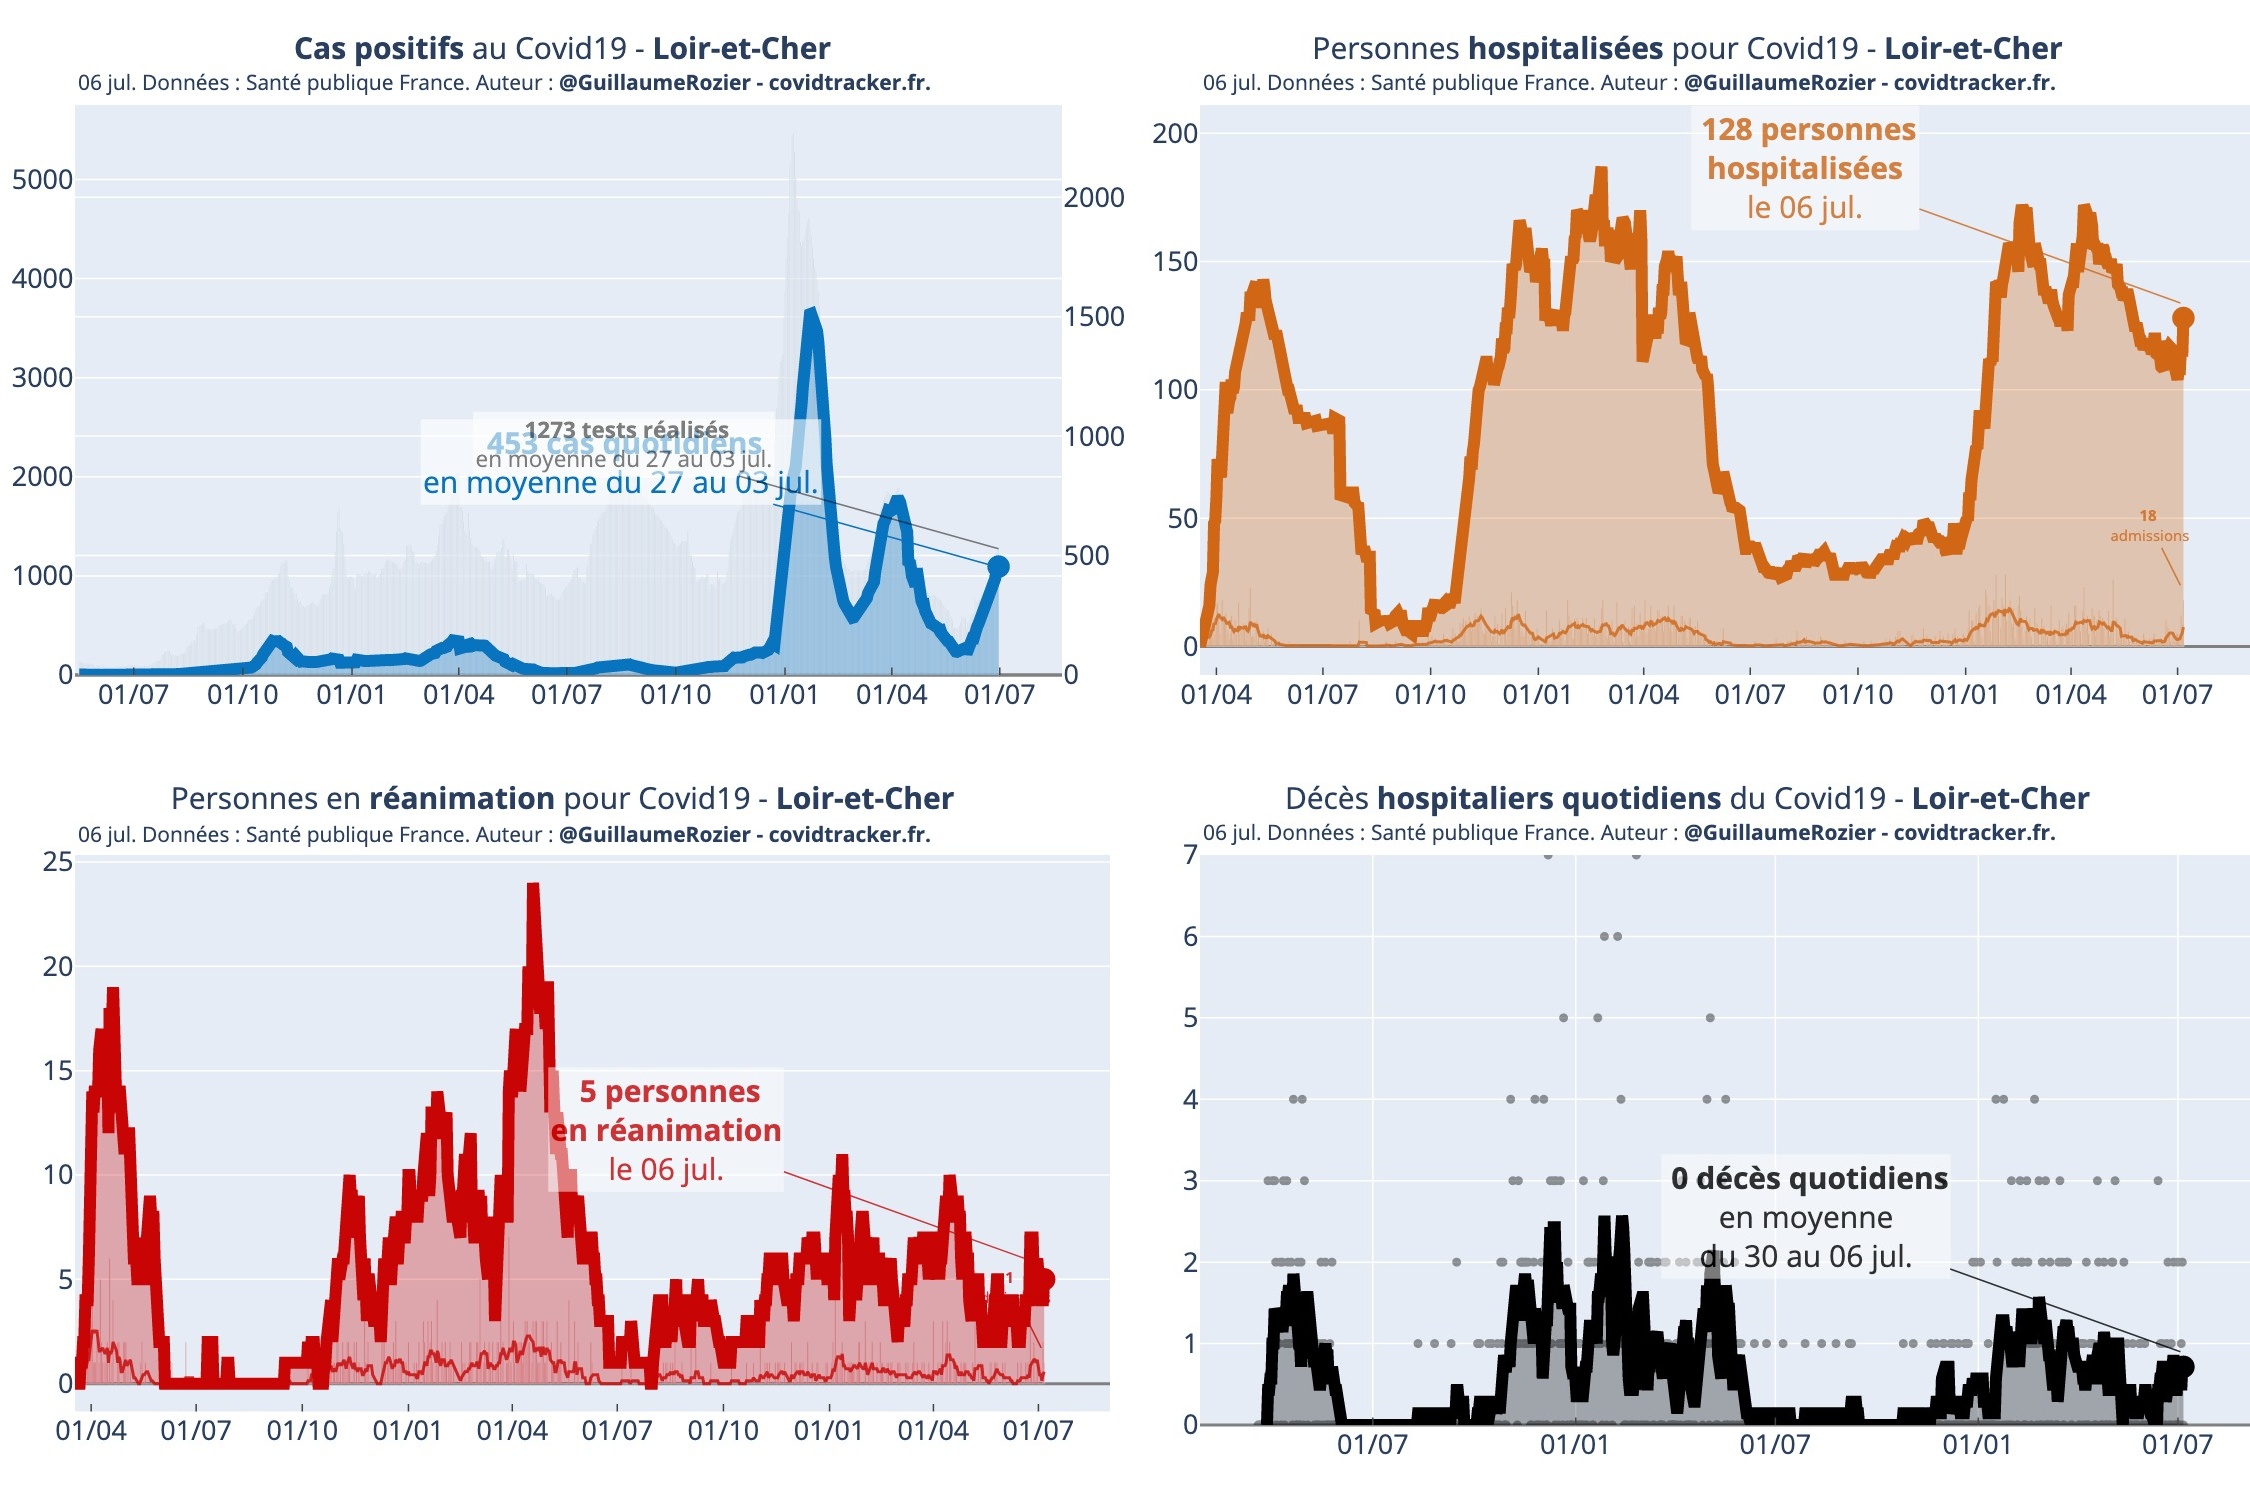 Cas positifs au Covid19 - Loir-et-Cher
06 jul. Données : Santé publique France. Auteur : @GuillaumeRozier - covidtracker.fr.
5000
4000
3000
2000
1000
0
2000
1500
1000
500
0
1273 tests réalisés
en moyenne du 27 au 03 jul.
453 cas quotidiens
en moyenne du 27 au 03 jul.
01/07 01/10 01/01 01/04 01/07 01/10 01/01 01/04 01/07
Personnes hospitalisées pour Covid19 - Loir-et-Cher
06 jul. Données : Santé publique France. Auteur : @GuillaumeRozier - covidtracker.fr.
200
150
100
50
0
128 personnes
hospitalisées
le 06 jul.
18
admissions
01/04 01/07 01/10 01/01 01/04 01/07 01/10 01/01 01/04 01/07
Personnes en réanimation pour Covid19 - Loir-et-Cher
06 jul. Données : Santé publique France. Auteur : @GuillaumeRozier - covidtracker.fr.
25
20
15
10
5
0
5 personnes
en réanimation
le 06 jul.
1
01/04 01/07 01/10 01/01 01/04 01/07 01/10 01/01 01/04 01/07
Décès hospitaliers quotidiens du Covid19 - Loir-et-Cher
06 jul. Données : Santé publique France. Auteur : @GuillaumeRozier - covidtracker.fr.
7
6
5
4
3
2
1
0
0 décès quotidiens
en moyenne
du 30 au 06 jul.
01/07 01/01 01/07 01/01 01/07